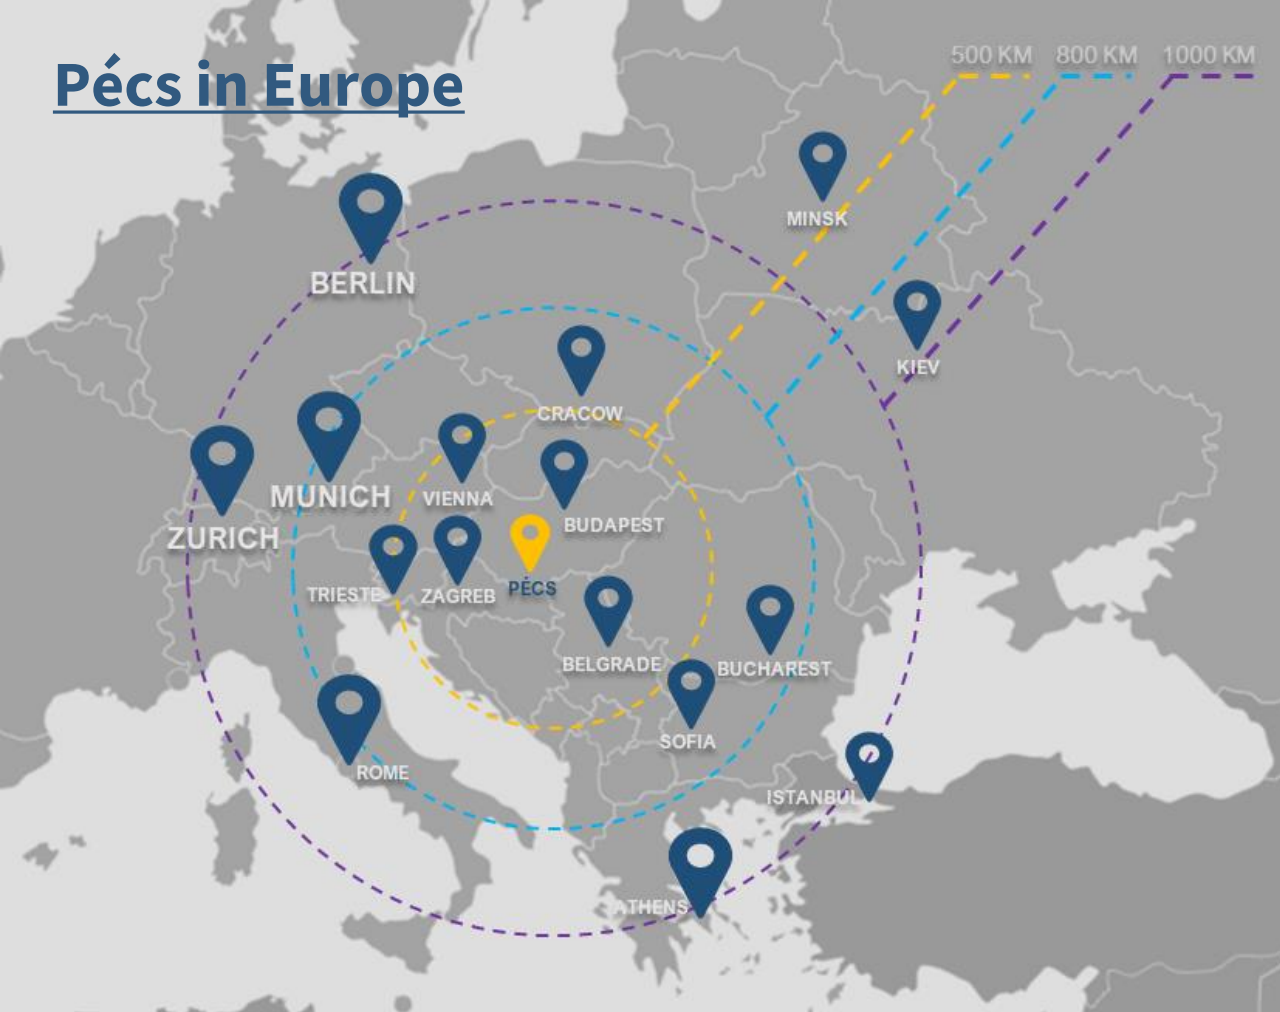 Pécs in Europe
500 KM 800 KM 1000 KM
MINSK
BERLIN
KIEV
CRACOW
MUNICH
VIENNA
BUDAPEST
ZURICH
TRIESTE
ZAGREB
PÉCS
BELGRADE
BUCHAREST
SOFIA
ROME
ISTANBUL
ATHENS